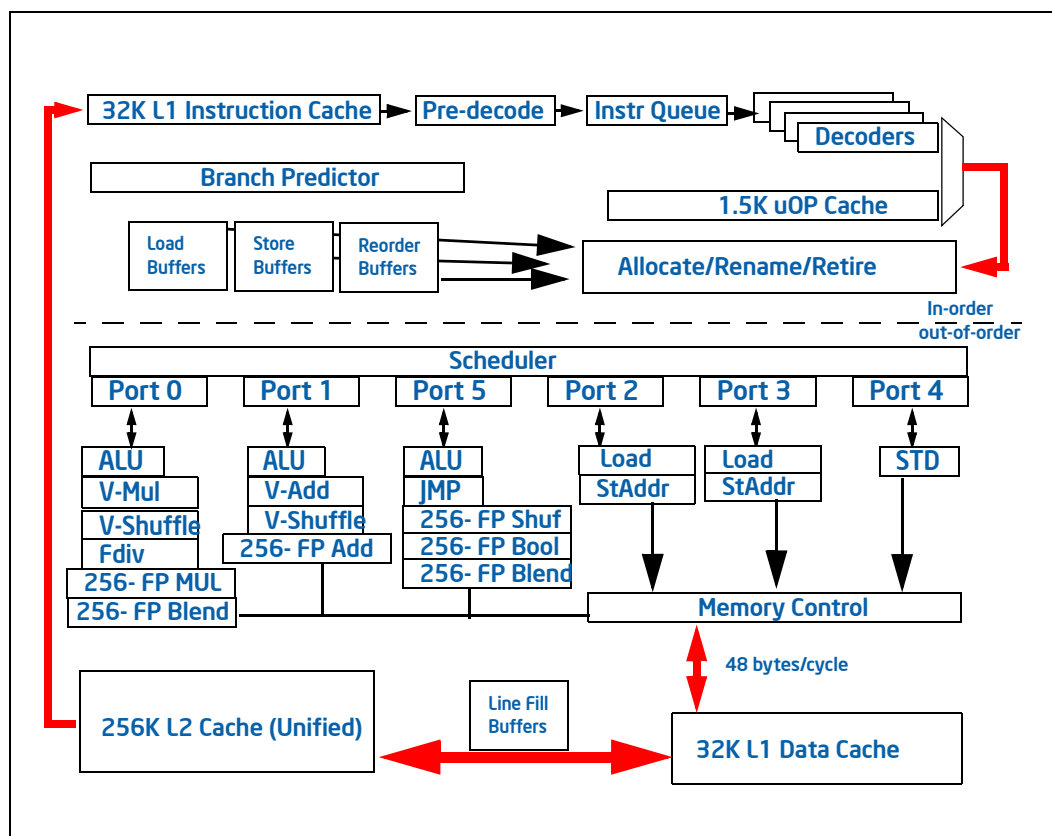 32K L1 Instruction Cache
Pre-decode
Instr Queue
Decoders
Branch Predictor
1.5K uOP Cache
Load
Buffers
Store
Buffers
Reorder
Buffers
Allocate/Rename/Retire
In-order
out-of-order
Scheduler
Port 0
Port 1
Port 5
Port 2
Port 3
Port 4
ALU
V-Mul
V-Shuffle
Fdiv
256- FP MUL
256- FP Blend
ALU
V-Add
V-Shuffle
256- FP Add
ALU
JMP
256- FP Shuf
256- FP Bool
256- FP Blend
Load
StAddr
Load
StAddr
STD
Memory Control
48 bytes/cycle
256K L2 Cache (Unified)
Line Fill
Buffers
32K L1 Data Cache